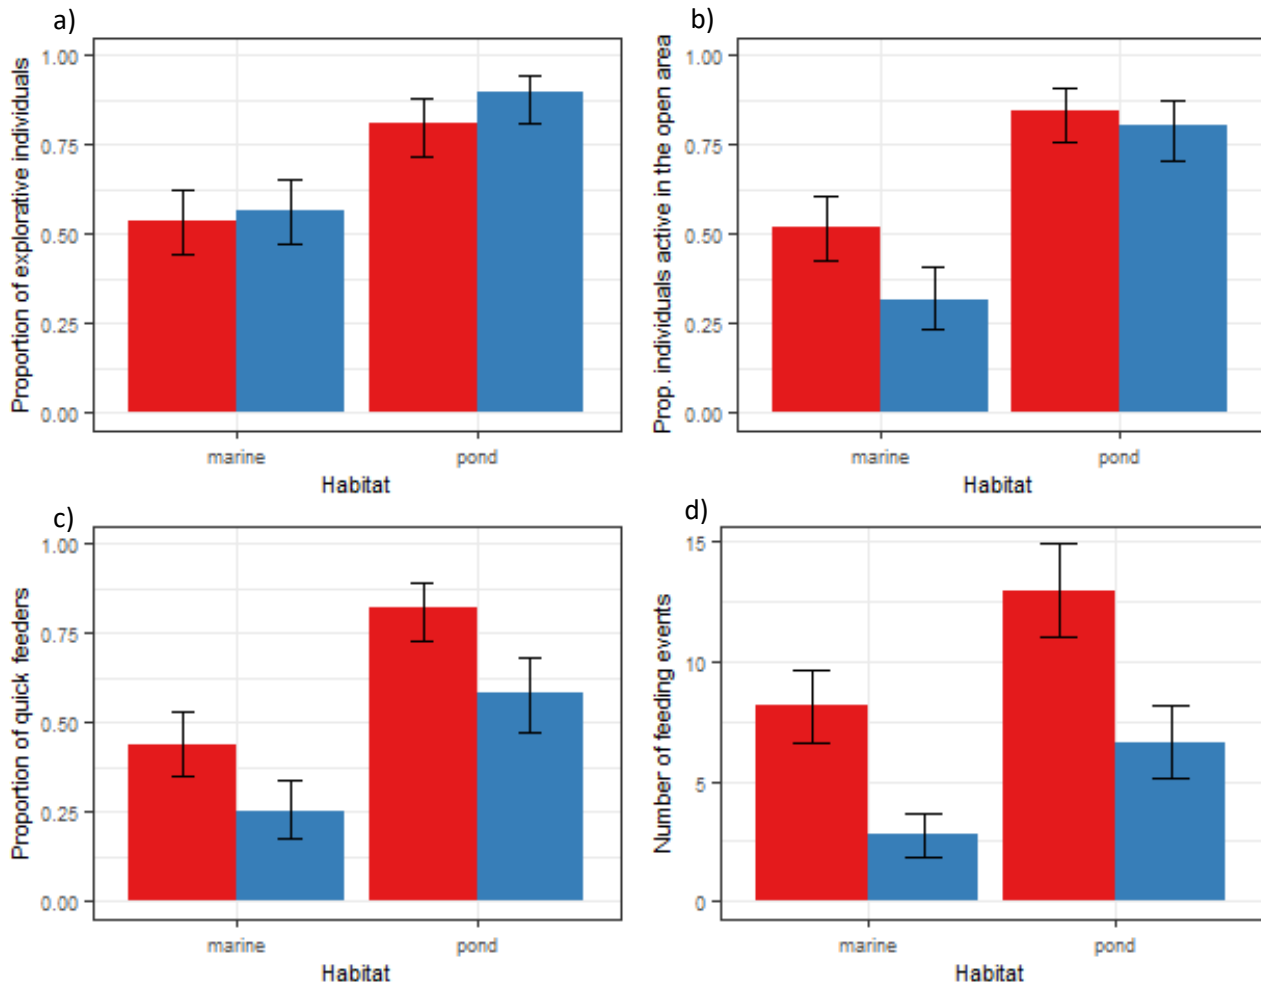 a)
Proportion of explorative individuals
1.00
0.75
0.50
0.25
0.00
marine pond
Habitat
b)
Prop. individuals active in the open area
1.00
0.75
0.50
0.25
0.00
marine pond
Habitat
c)
Proportion of quick feeders
1.00
0.75
0.50
0.25
0.00
marine pond
Habitat
d)
Number of feeding events
15
10
5
0
marine pond
Habitat